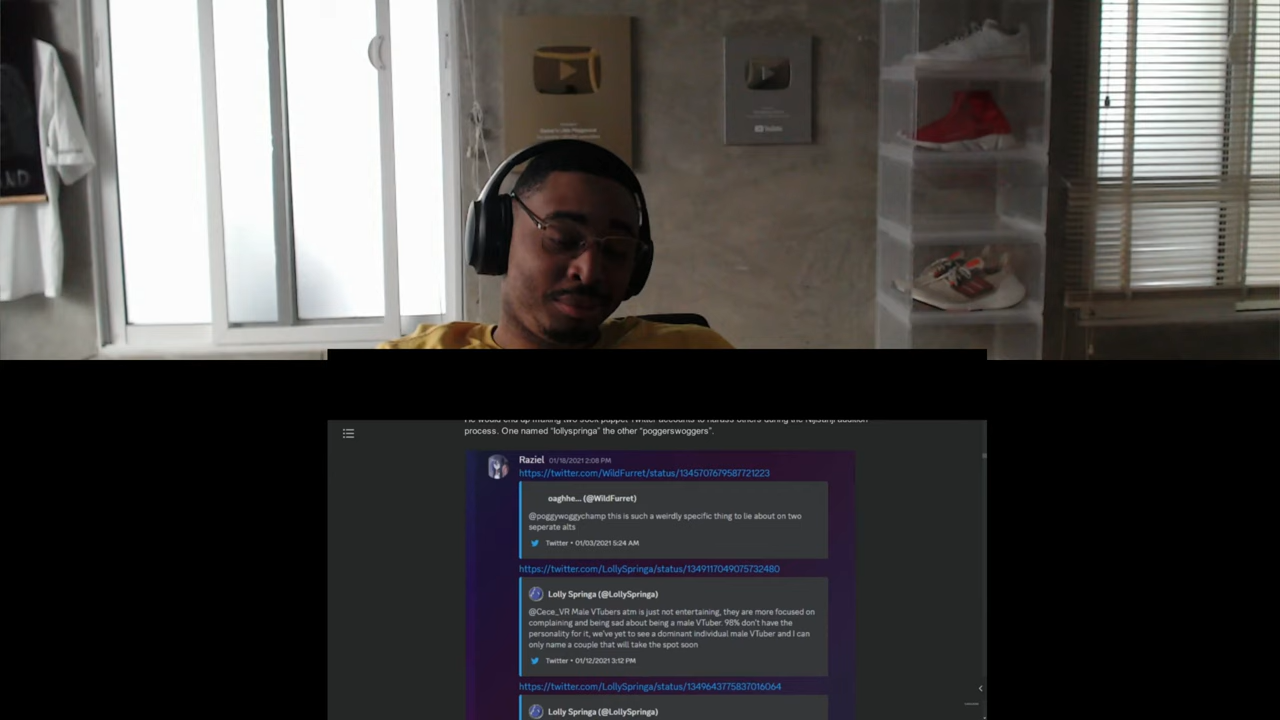 YouTube
He would end up making two sock puppet Twitter accounts to harass others during the Nijisanji audition
process. One named “lollyspringa” the other “poggerswoggers”.
Raziel 01/18/2021 2:08 PM
https://twitter.com/WildFurret/status/1345707679587721223
oaghhe... (@WildFurret)
@poggywoggychamp this is such a weirdly specific thing to lie about on two
seperate alts
Twitter • 01/03/2021 5:24 AM
https://twitter.com/LollySpringa/status/1349117049075732480
Lolly Springa (@LollySpringa)
@Cece_VR Male VTubers atm is just not entertaining, they are more focused on
complaining and being sad about being a male VTuber. 98% don't have the
personality for it, we've yet to see a dominant individual male VTuber and I can
only name a couple that will take the spot soon
Twitter • 01/12/2021 3:12 PM
https://twitter.com/LollySpringa/status/1349643775837016064
Lolly Springa (@LollySpringa)